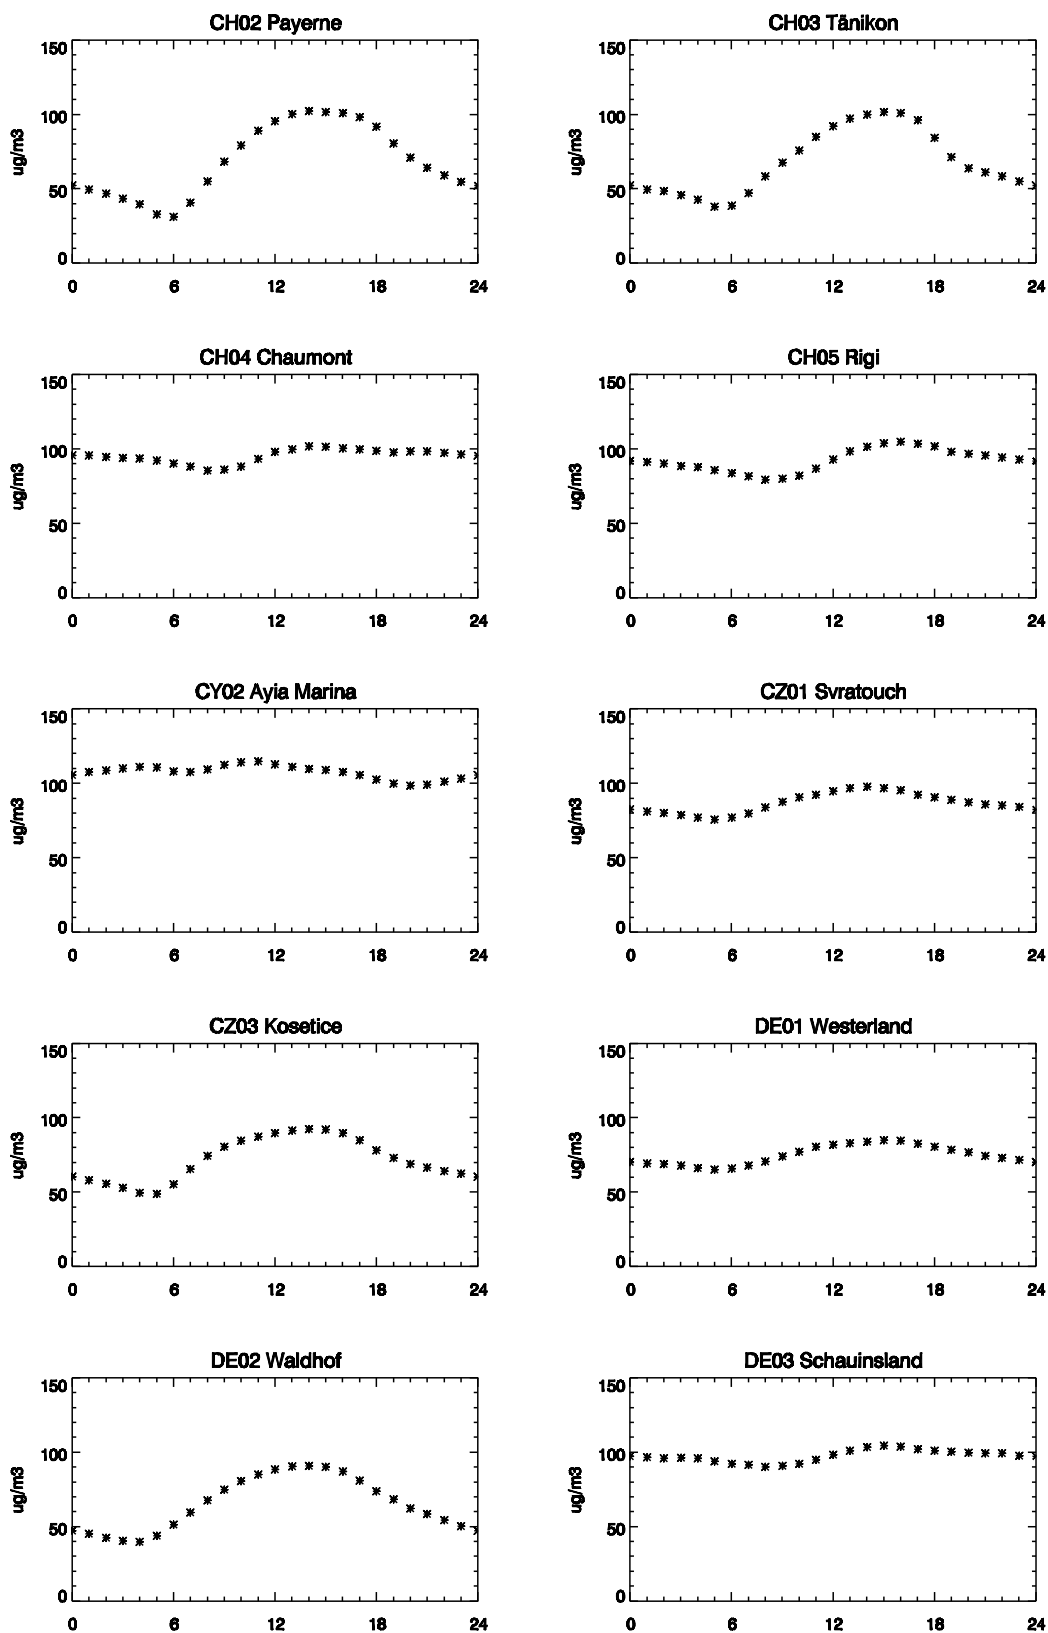 CH02 Payerne
150
100
50
0
ug/m3
0 6 12 18 24
CH03 Tänikon
150
100
50
0
ug/m3
0 6 12 18 24
CH04 Chaumont
150
100
50
0
ug/m3
0 6 12 18 24
CH05 Rigi
150
100
50
0
ug/m3
0 6 12 18 24
CY02 Ayia Marina
150
100
50
0
ug/m3
0 6 12 18 24
CZ01 Svratouch
150
100
50
0
ug/m3
0 6 12 18 24
CZ03 Kosetice
150
100
50
0
ug/m3
0 6 12 18 24
DE01 Westerland
150
100
50
0
ug/m3
0 6 12 18 24
DE02 Waldhof
150
100
50
0
ug/m3
0 6 12 18 24
DE03 Schauinsland
150
100
50
0
ug/m3
0 6 12 18 24